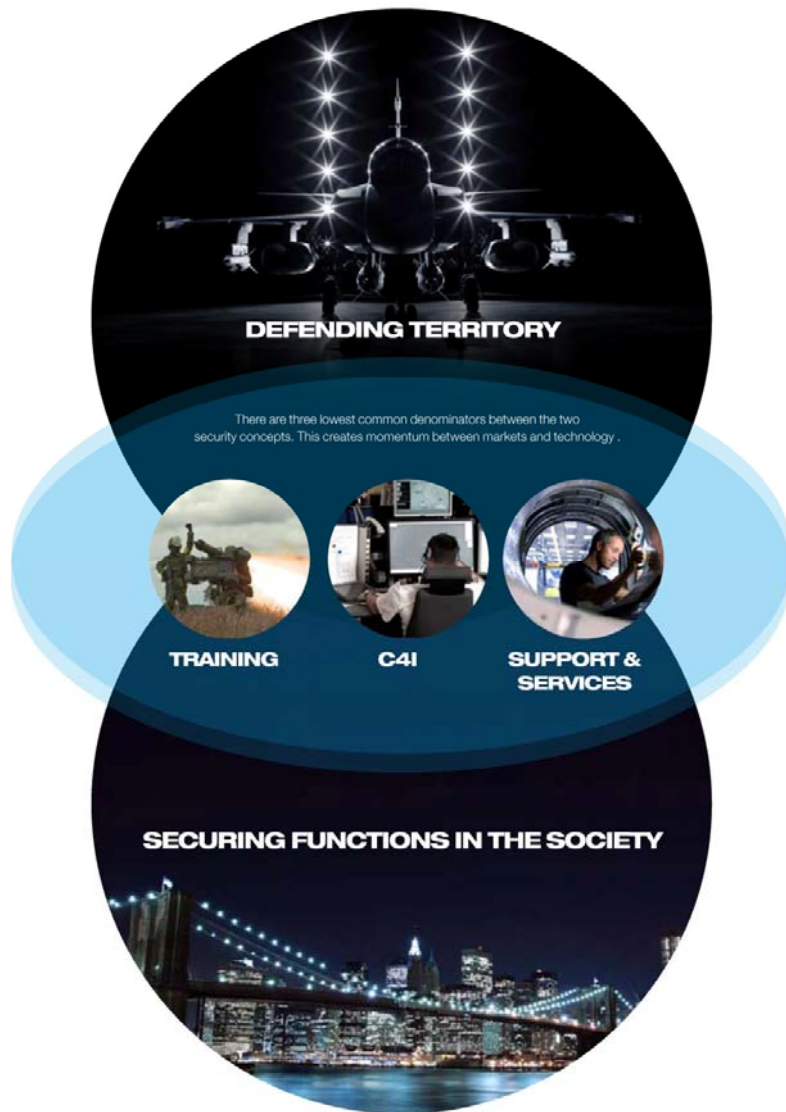 DEFENDING TERRITORY
There are three lowest common denominators between the two
security concepts. This creates momentum between markets and technology .
TRAINING
C4I
SUPPORT &
SERVICES
SECURING FUNCTIONS IN THE SOCIETY